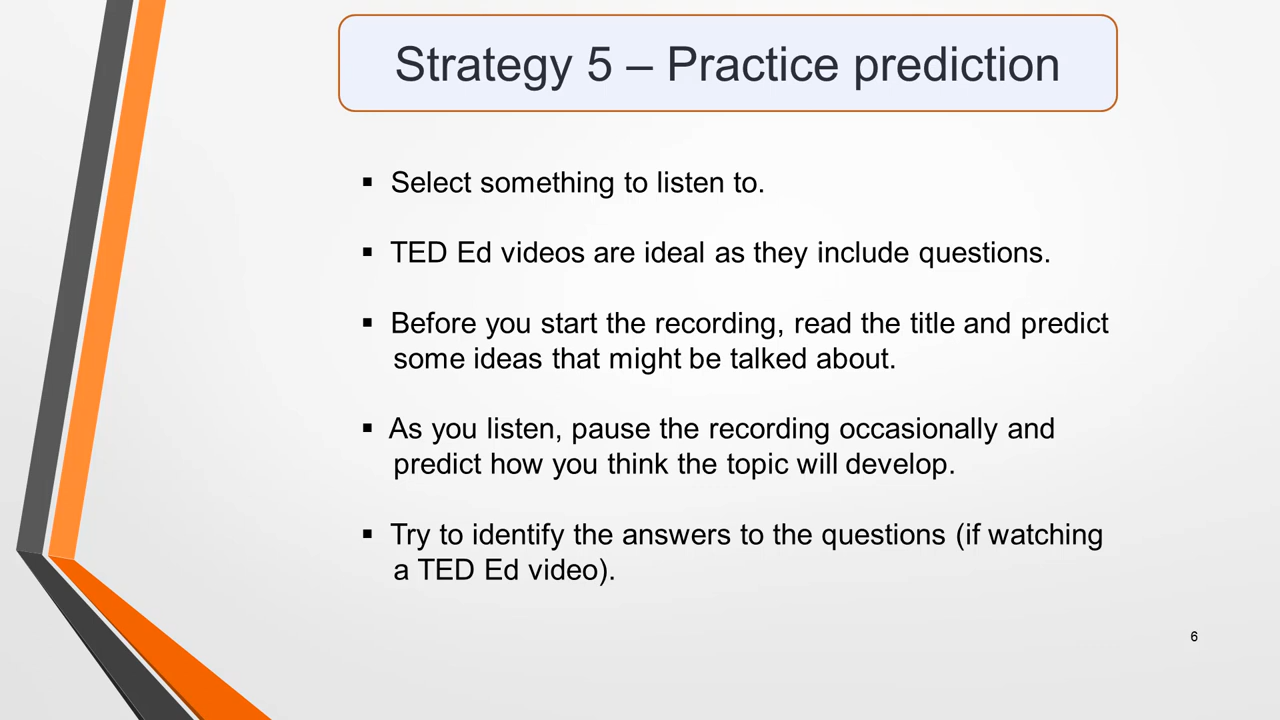 Strategy 5 – Practice prediction
▪ Select something to listen to.
▪ TED Ed videos are ideal as they include questions.
▪ Before you start the recording, read the title and predict
some ideas that might be talked about.
▪ As you listen, pause the recording occasionally and
predict how you think the topic will develop.
▪ Try to identify the answers to the questions (if watching
a TED Ed video).
6